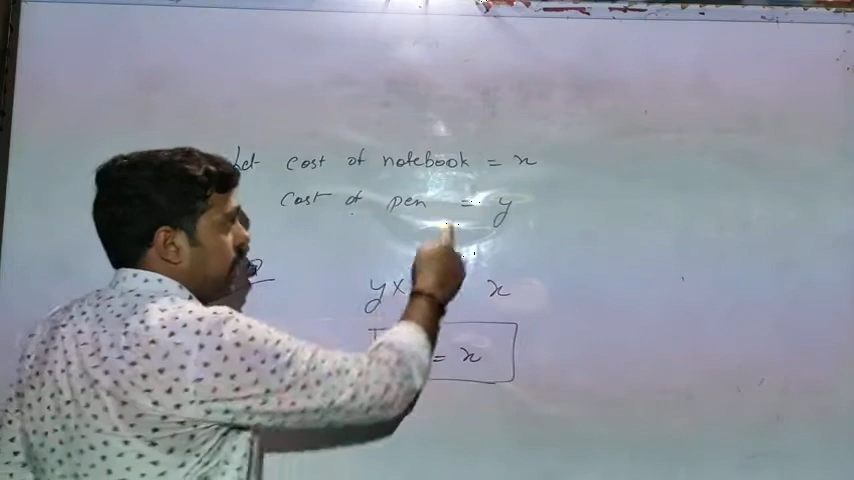 Let cost of notebook = x
Cost of pen = y
y x x
= x